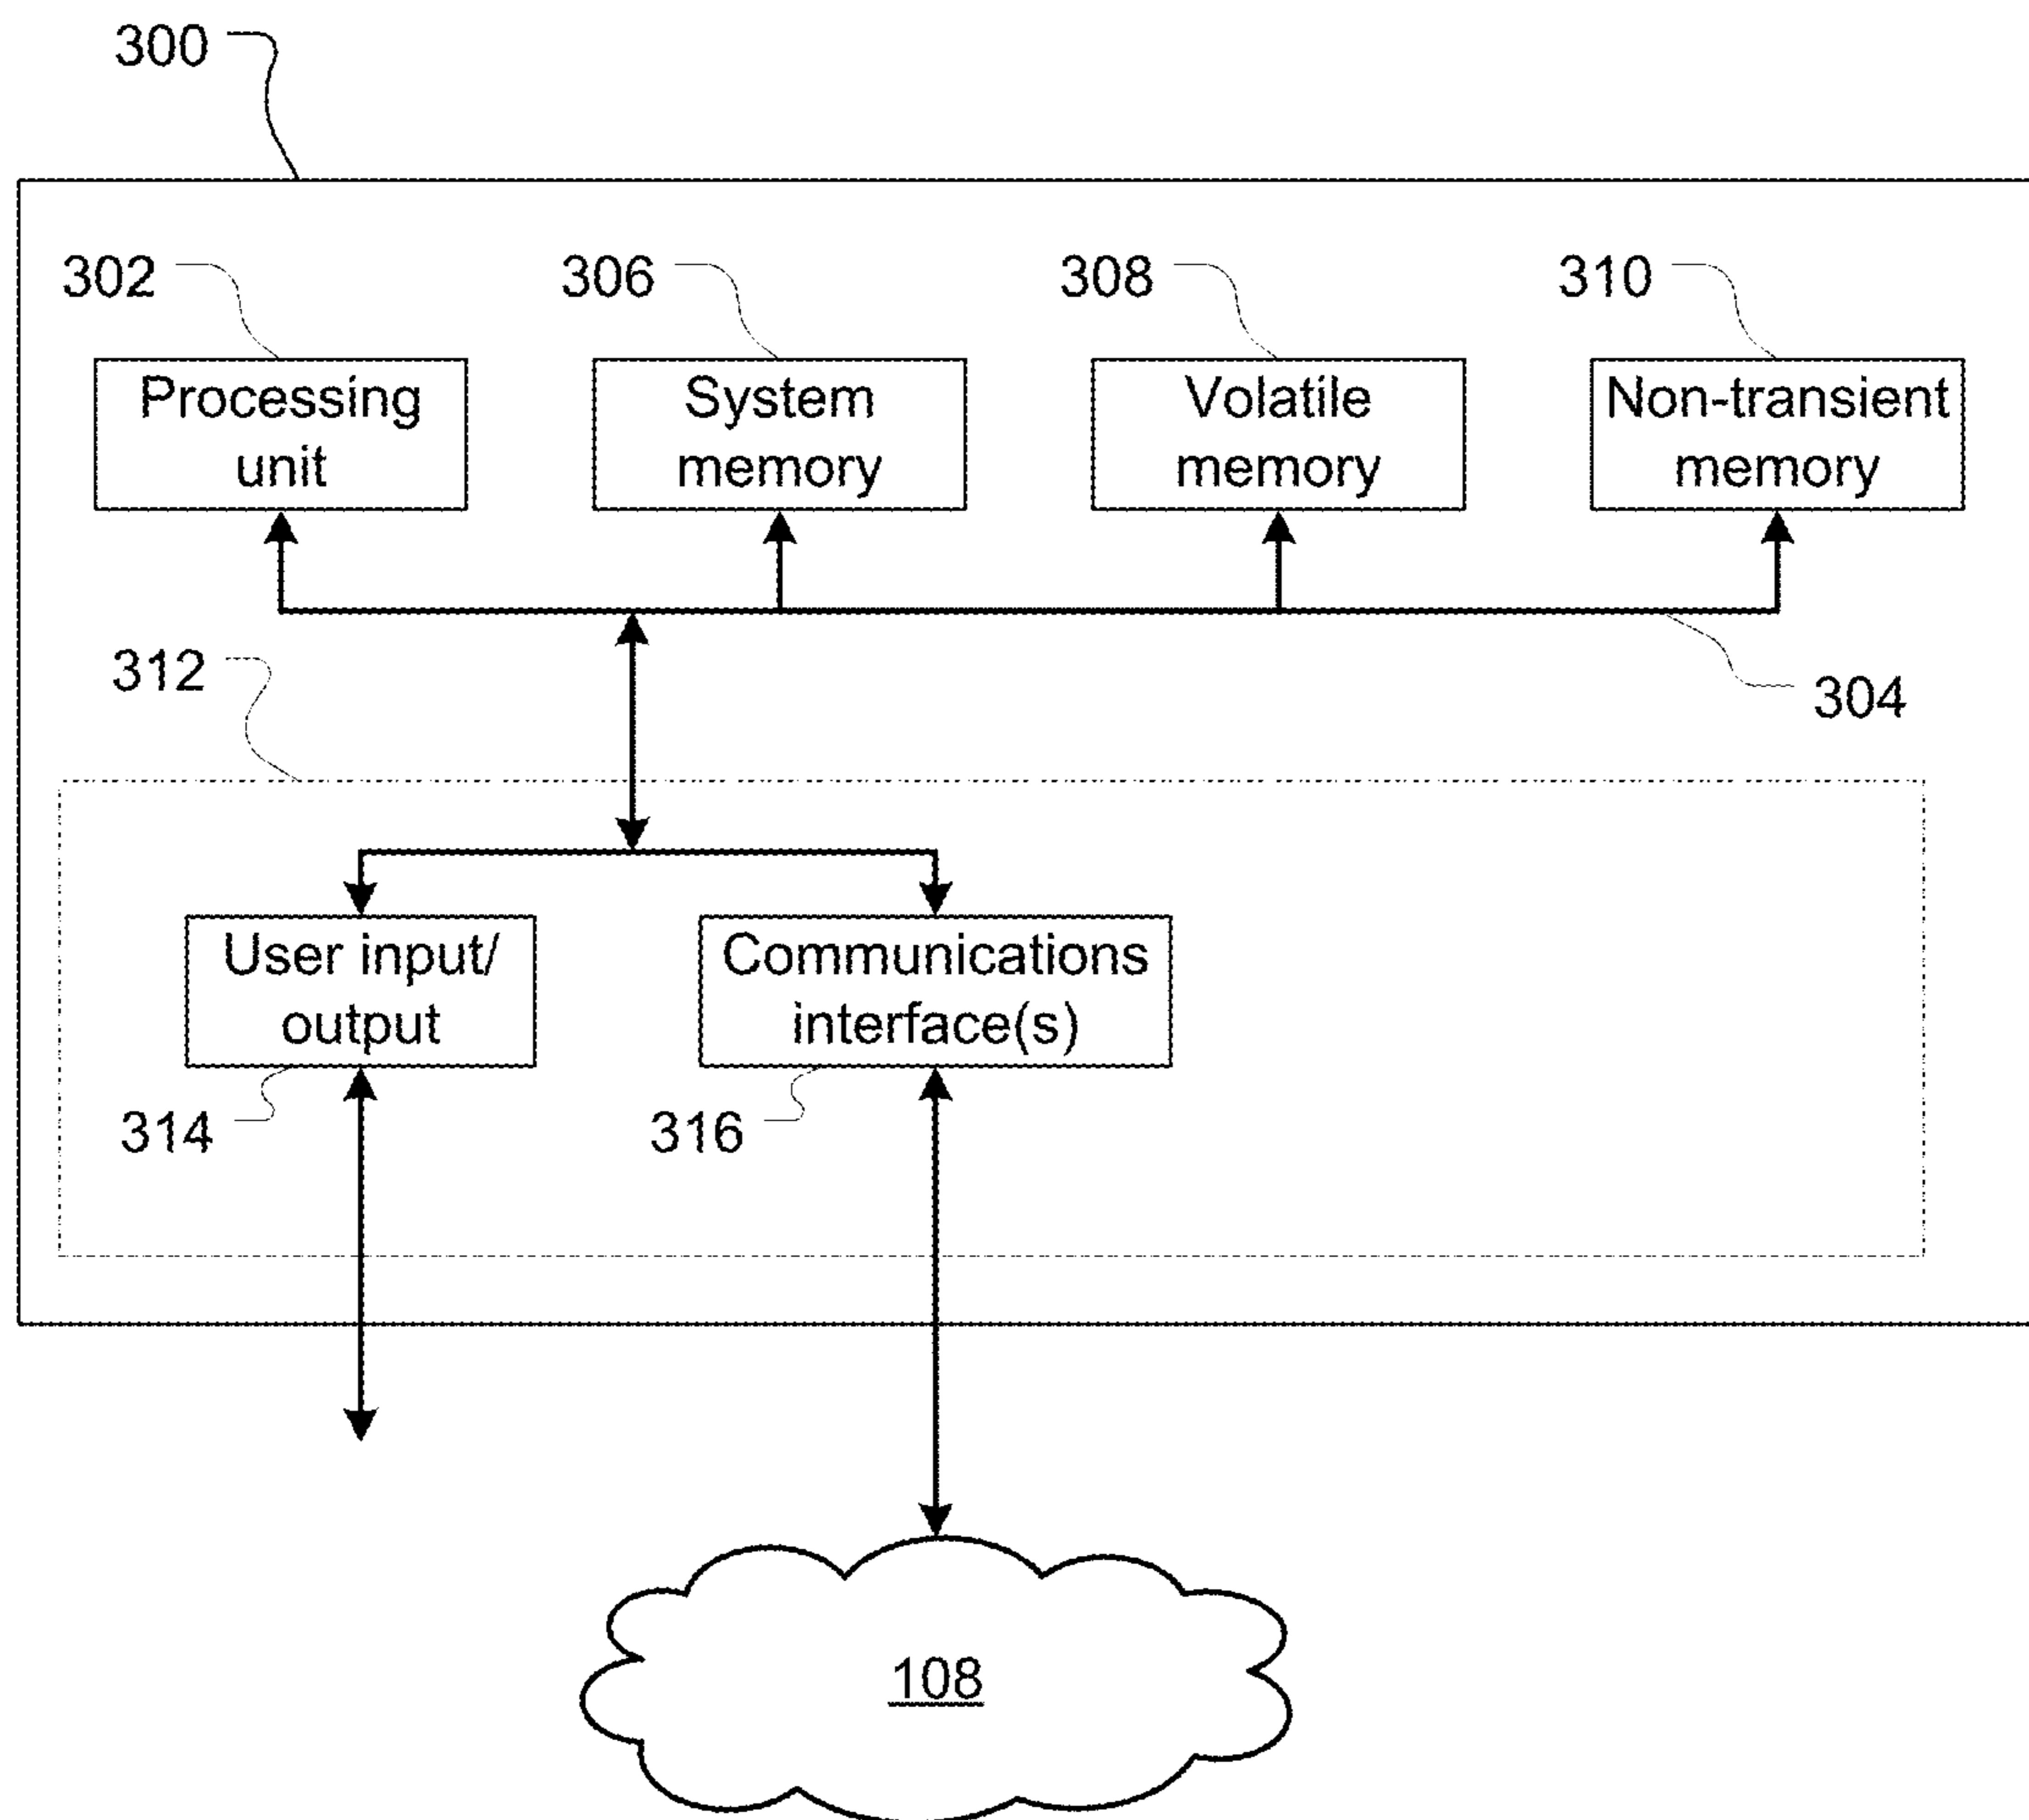 300
302
306
308
310
Processing
unit
System
memory
Volatile
memory
Non-transient
memory
312
304
User input/
output
Communications
interface(s)
314
316
108